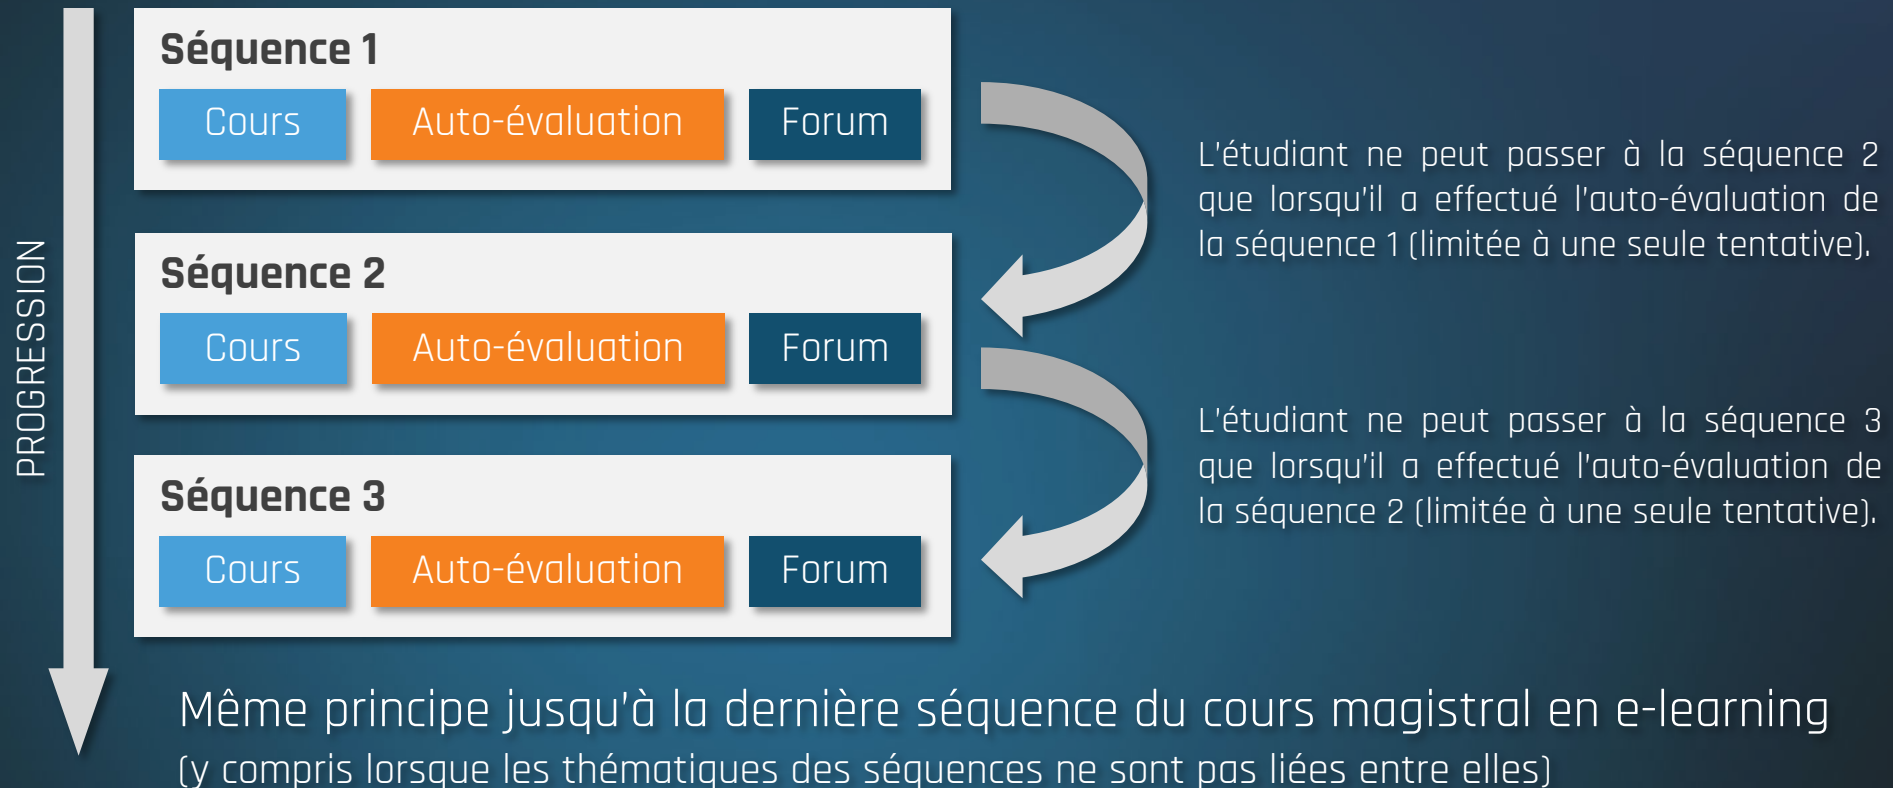 PROGRESSION
Séquence 1
Cours
Auto-évaluation
Forum
L'étudiant ne peut passer à la séquence 2
que lorsqu'il a effectué l'auto-évaluation de
la séquence 1 (limitée à une seule tentative).
Séquence 2
Cours
Auto-évaluation
Forum
L'étudiant ne peut passer à la séquence 3
que lorsqu'il a effectué l'auto-évaluation de
la séquence 2 (limitée à une seule tentative).
Séquence 3
Cours
Auto-évaluation
Forum
Même principe jusqu'à la dernière séquence du cours magistral en e-learning
(y compris lorsque les thématiques des séquences ne sont pas liées entre elles)